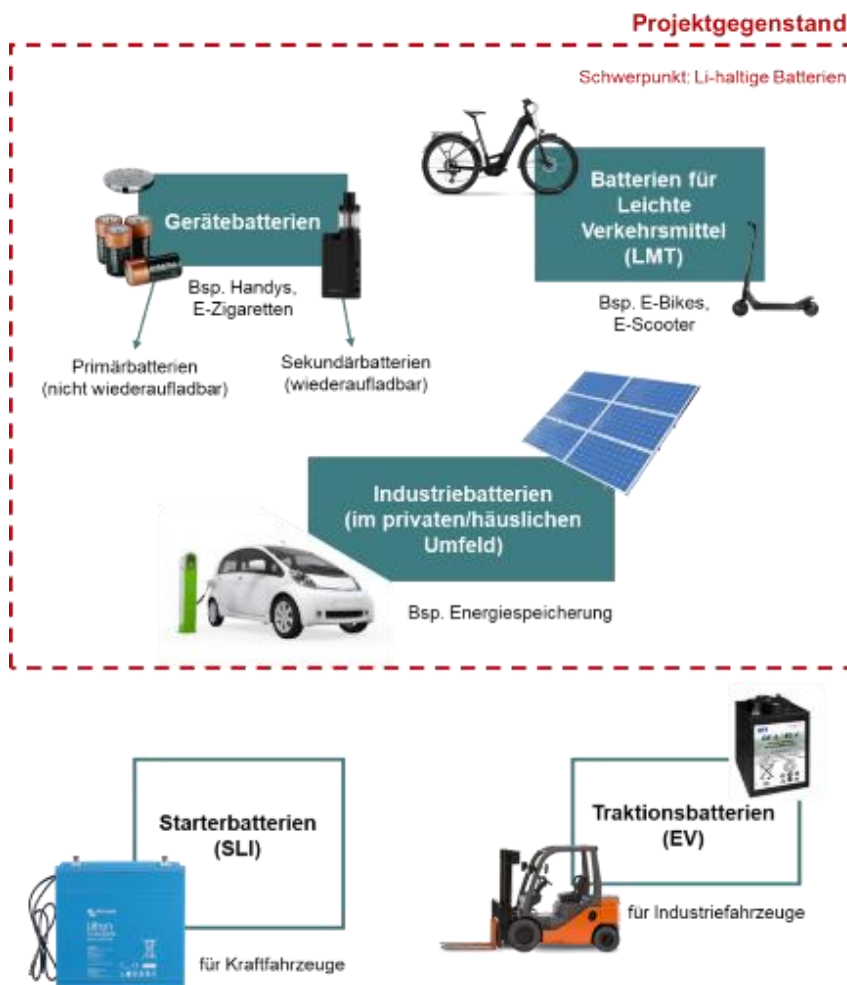 Projektgegenstand
Schwerpunkt: Li-haltige Batterien
Gerätebatterien
Bsp. Handys,
E-Zigaretten
Primärbatterien
(nicht wiederaufladbar)
Sekundärbatterien
(wiederaufladbar)
Batterien für
Leichte
Verkehrsmittel
(LMT)
Bsp. E-Bikes,
E-Scooter
Industriebatterien
(im privaten/häuslichen
Umfeld)
Bsp. Energiespeicherung
Starterbatterien
(SLI)
für Kraftfahrzeuge
Traktionsbatterien
(EV)
für Industriefahrzeuge